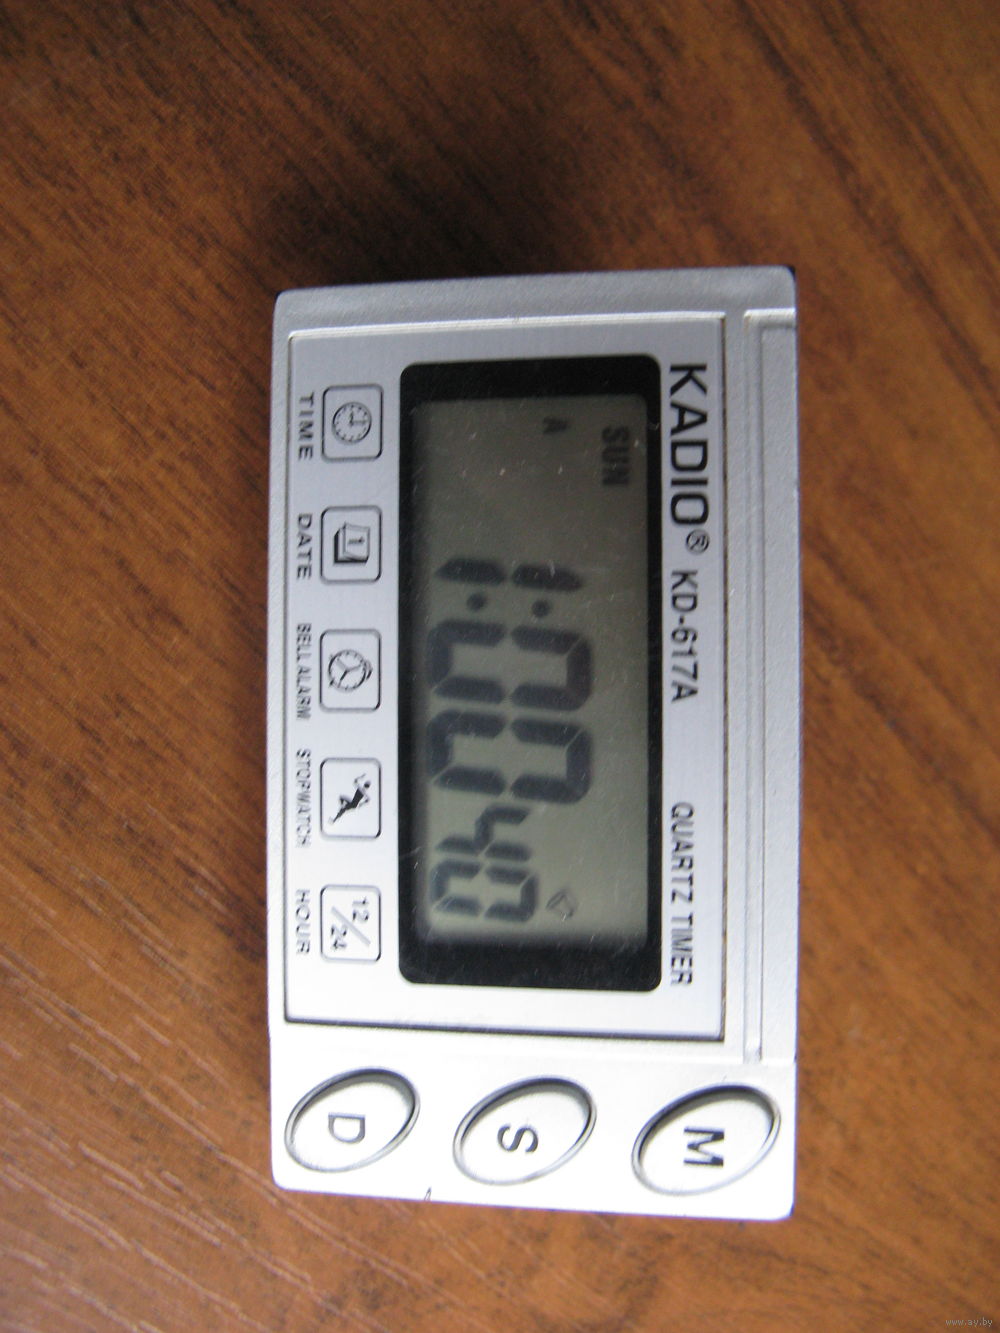 KADIO® KD-617A QUARTZ TIMER
SUN
A
1:00 40
TIME DATE BELL ALARM STOPWATCH HOUR
1
12/24
M
S
D
www.ay.by